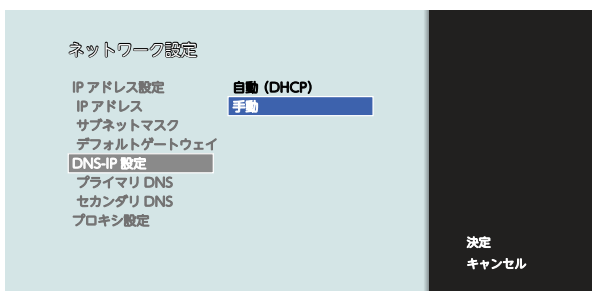 ネットワーク設定
IP アドレス設定 自動（DHCP）
IP アドレス 手動
サブネットマスク
デフォルトゲートウェイ
DNS-IP 設定
プライマリ DNS
セカンダリ DNS
プロキシ設定
決定
キャンセル